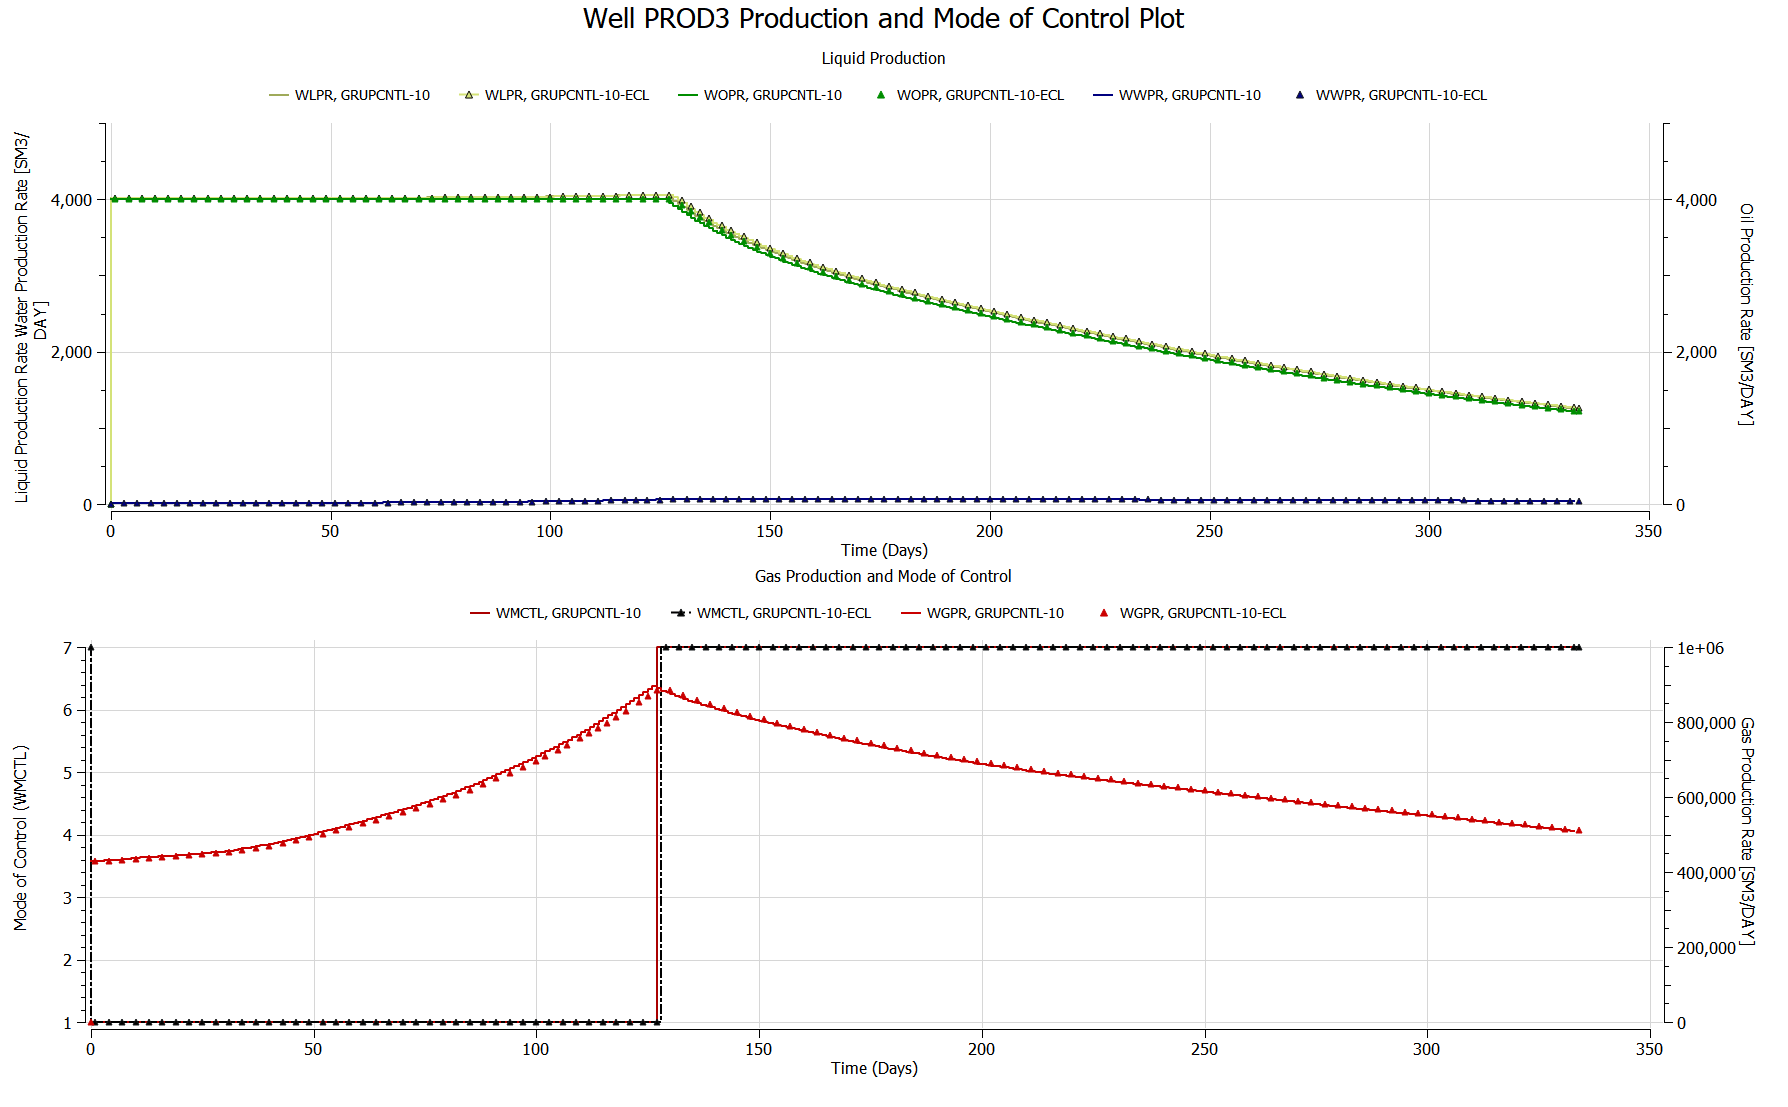 Well PROD3 Production and Mode of Control Plot
Liquid Production
WLPR, GRUPCNTL-10 WLPR, GRUPCNTL-10-ECL WOPR, GRUPCNTL-10 WOPR, GRUPCNTL-10-ECL WWPR, GRUPCNTL-10 WWPR, GRUPCNTL-10-ECL
Liquid Production Rate Water Production Rate [SM3/
DAY]
4,000
2,000
0
4,000
2,000
0
Oil Production Rate [SM3/DAY]
0 50 100 150 200 250 300 350
Time (Days)
Gas Production and Mode of Control
WMCTL, GRUPCNTL-10 WMCTL, GRUPCNTL-10-ECL WGPR, GRUPCNTL-10 WGPR, GRUPCNTL-10-ECL
Mode of Control (WMCTL)
7
6
5
4
3
2
1
1e+06
800,000
600,000
400,000
200,000
0
Gas Production Rate [SM3/DAY]
0 50 100 150 200 250 300 350
Time (Days)